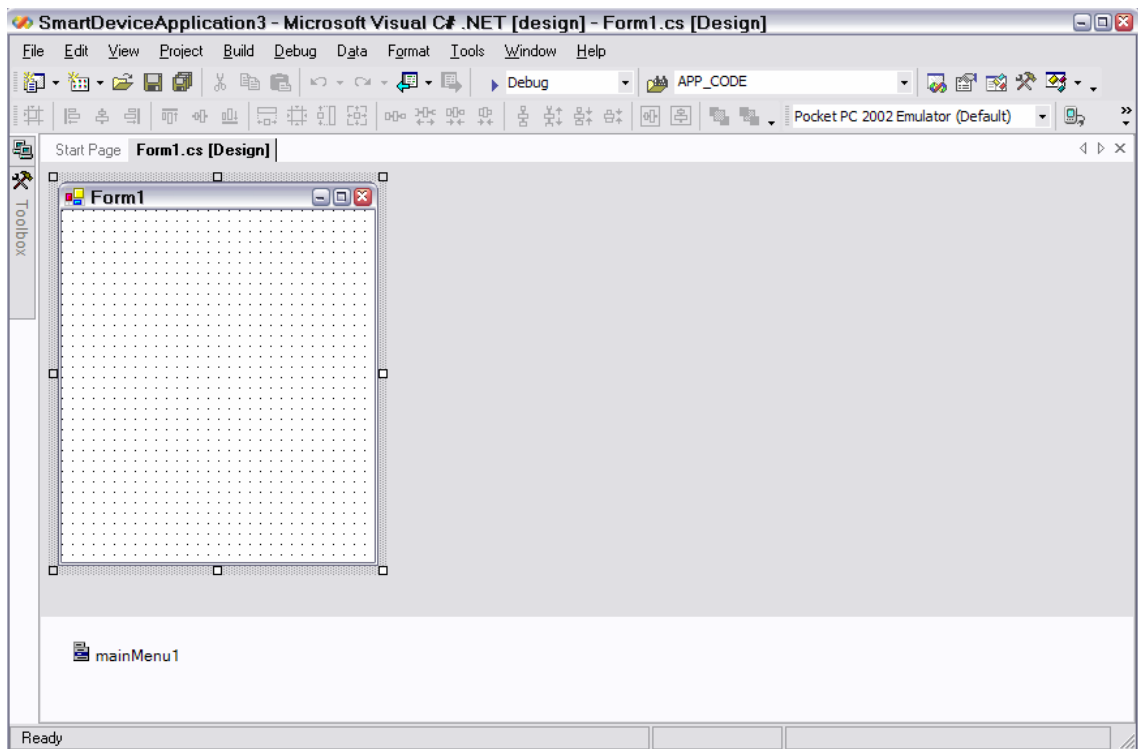 SmartDeviceApplication3 - Microsoft Visual C# .NET [design] - Form1.cs [Design]
File Edit View Project Build Debug Data Format Tools Window Help
Debug APP_CODE
Pocket PC 2002 Emulator (Default)
Start Page Form1.cs [Design]
Toolbox
Form1
mainMenu1
Ready